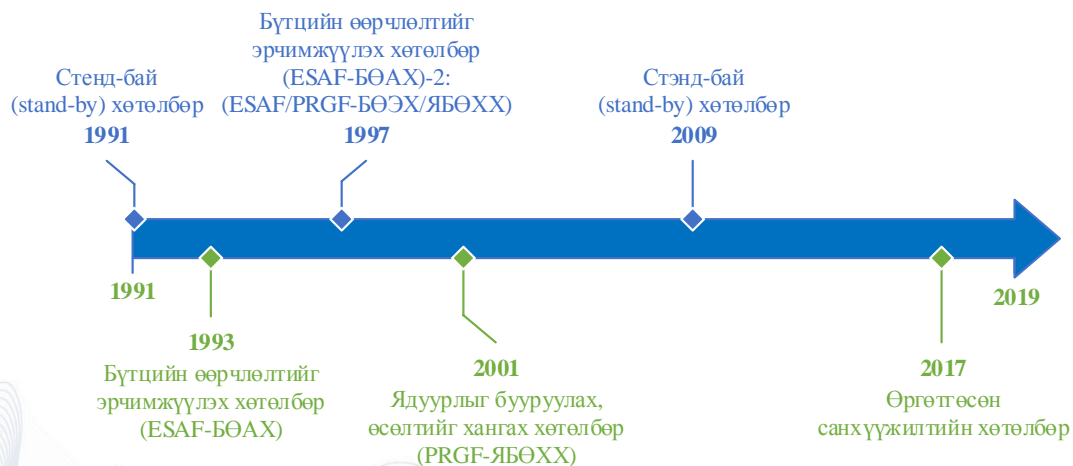 Стенд-бай
(stand-by) хөтөлбөр
1991
Бүтцийн өөрчлөлтийг
эрчимжүүлэх хөтөлбөр
(ESAF-БӨАХ)-2:
(ESAF/PRGF-БӨЭХ/ЯБӨХХ)
1997
Стэнд-бай
(stand-by) хөтөлбөр
2009
1991
2019
1993
Бүтцийн өөрчлөлтийг
эрчимжүүлэх хөтөлбөр
(ESAF-БӨАХ)
2001
Ядуурлыг бууруулах,
өсөлтийг хангах хөтөлбөр
(PRGF-ЯБӨХХ)
2017
Өргөтгөсөн
санхүүжилтийн хөтөлбөр